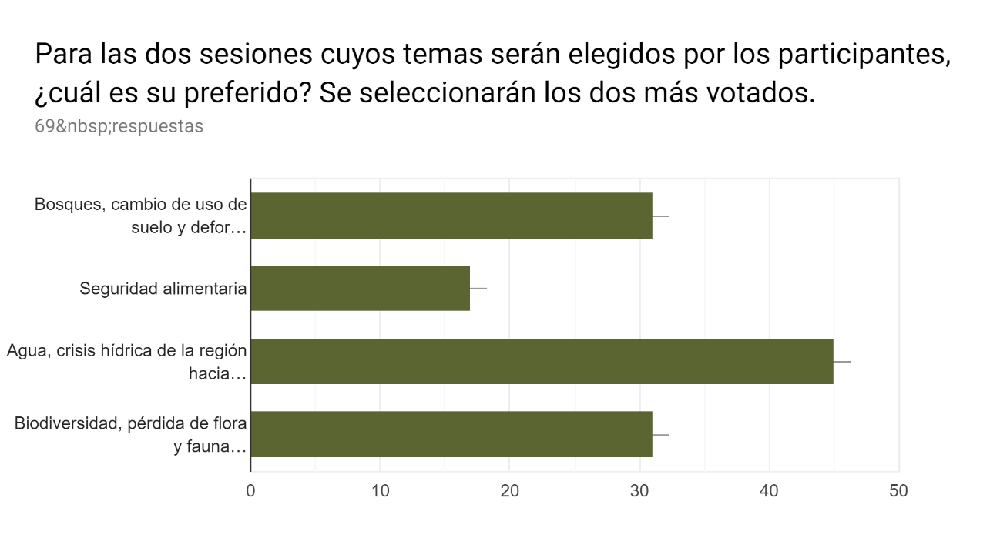 Para las dos sesiones cuyos temas serán elegidos por los participantes,
¿cuál es su preferido? Se seleccionarán los dos más votados.
69&nbsp;respuestas
Bosques, cambio de uso de
suelo y defor…
Seguridad alimentaria
Agua, crisis hídrica de la región
hacia…
Biodiversidad, pérdida de flora
y fauna…
0 10 20 30 40 50